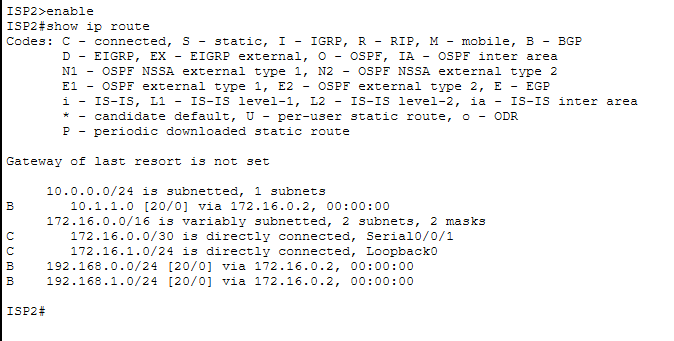 ISP2>enable
ISP2#show ip route
Codes: C - connected, S - static, I - IGRP, R - RIP, M - mobile, B - BGP
       D - EIGRP, EX - EIGRP external, O - OSPF, IA - OSPF inter area
       N1 - OSPF NSSA external type 1, N2 - OSPF NSSA external type 2
       E1 - OSPF external type 1, E2 - OSPF external type 2, E - EGP
       i - IS-IS, L1 - IS-IS level-1, L2 - IS-IS level-2, ia - IS-IS inter area
       * - candidate default, U - per-user static route, o - ODR
       P - periodic downloaded static route

Gateway of last resort is not set

     10.0.0.0/24 is subnetted, 1 subnets
B       10.1.1.0 [20/0] via 172.16.0.2, 00:00:00
     172.16.0.0/16 is variably subnetted, 2 subnets, 2 masks
C       172.16.0.0/30 is directly connected, Serial0/0/1
C       172.16.1.0/24 is directly connected, Loopback0
B    192.168.0.0/24 [20/0] via 172.16.0.2, 00:00:00
B    192.168.1.0/24 [20/0] via 172.16.0.2, 00:00:00

ISP2#